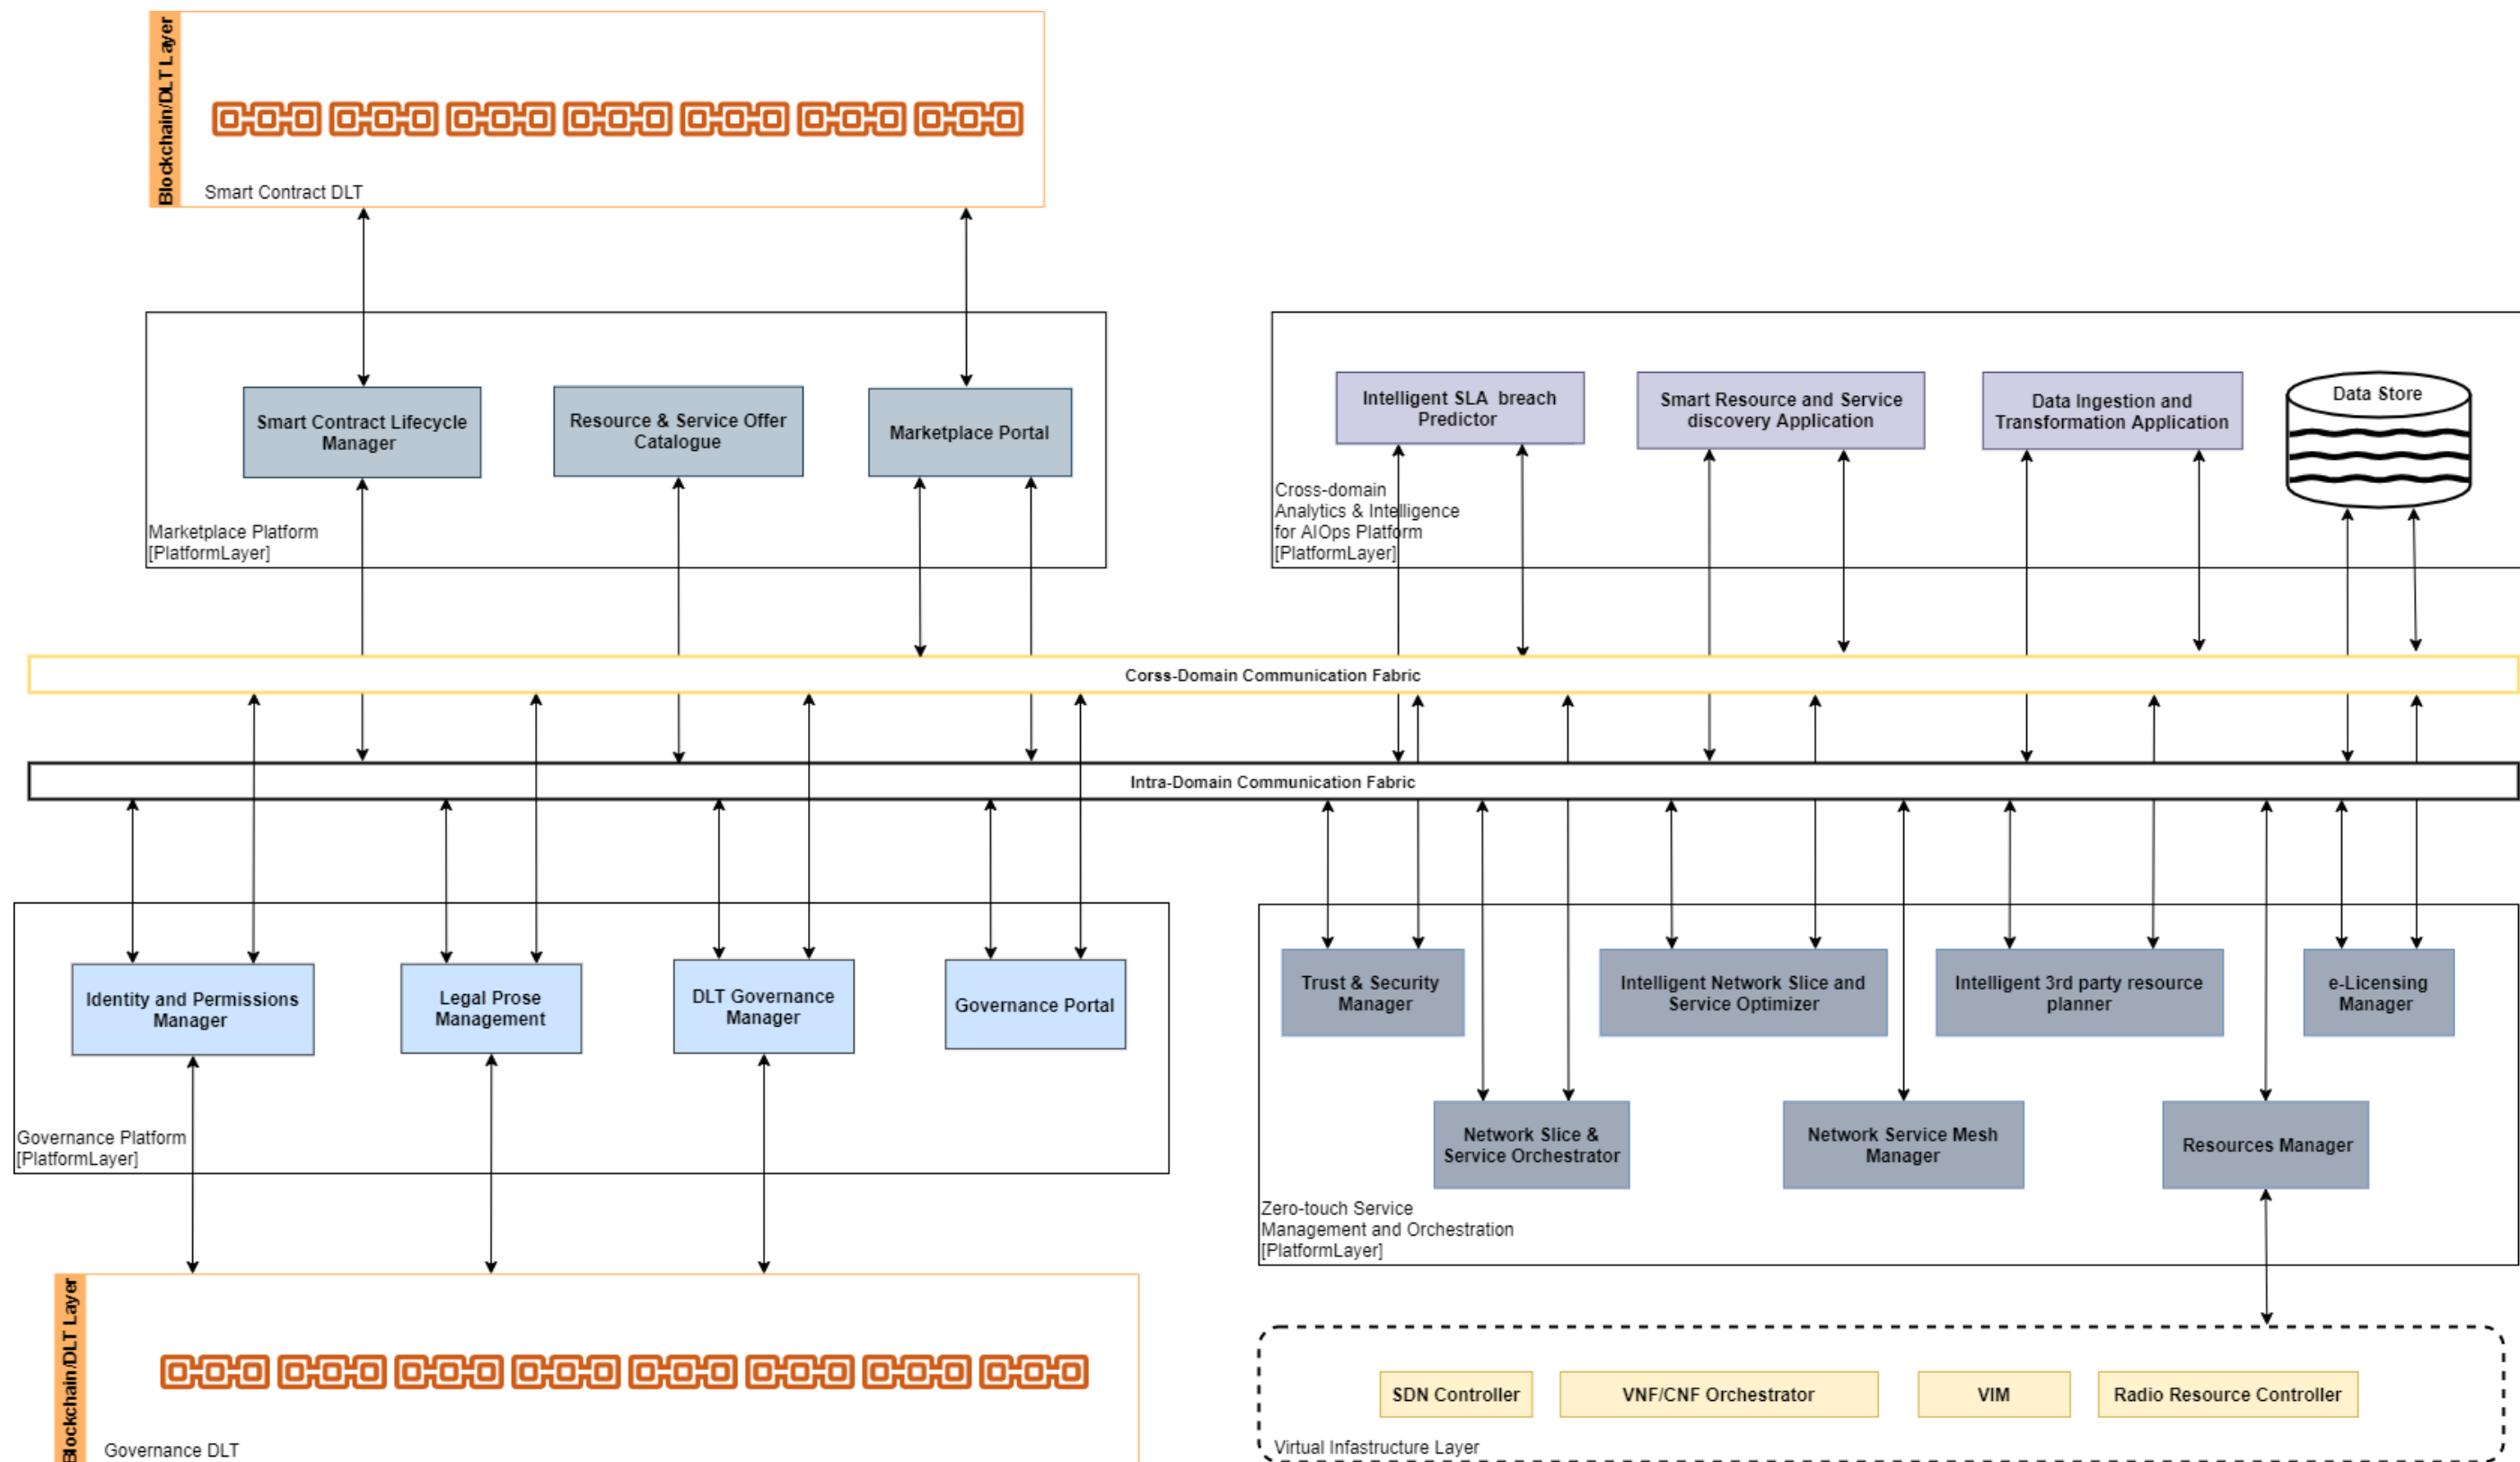 Blockchain/DLT Layer
Smart Contract DLT
Smart Contract Lifecycle
Manager
Resource & Service Offer
Catalogue
Marketplace Portal
Marketplace Platform
[PlatformLayer]
Intelligent SLA breach
Predictor
Smart Resource and Service
discovery Application
Data Ingestion and
Transformation Application
Data Store
Cross-domain
Analytics & Intelligence
for AIOps Platform
[PlatformLayer]
Corss-Domain Communication Fabric
Intra-Domain Communication Fabric
Identity and Permissions
Manager
Legal Prose
Management
DLT Governance
Manager
Governance Portal
Governance Platform
[PlatformLayer]
Trust & Security
Manager
Intelligent Network Slice and
Service Optimizer
Intelligent 3rd party resource
planner
e-Licensing
Manager
Network Slice &
Service Orchestrator
Network Service Mesh
Manager
Resources Manager
Zero-touch Service
Management and Orchestration
[PlatformLayer]
Blockchain/DLT Layer
Governance DLT
SDN Controller
VNF/CNF Orchestrator
VIM
Radio Resource Controller
Virtual Infastructure Layer